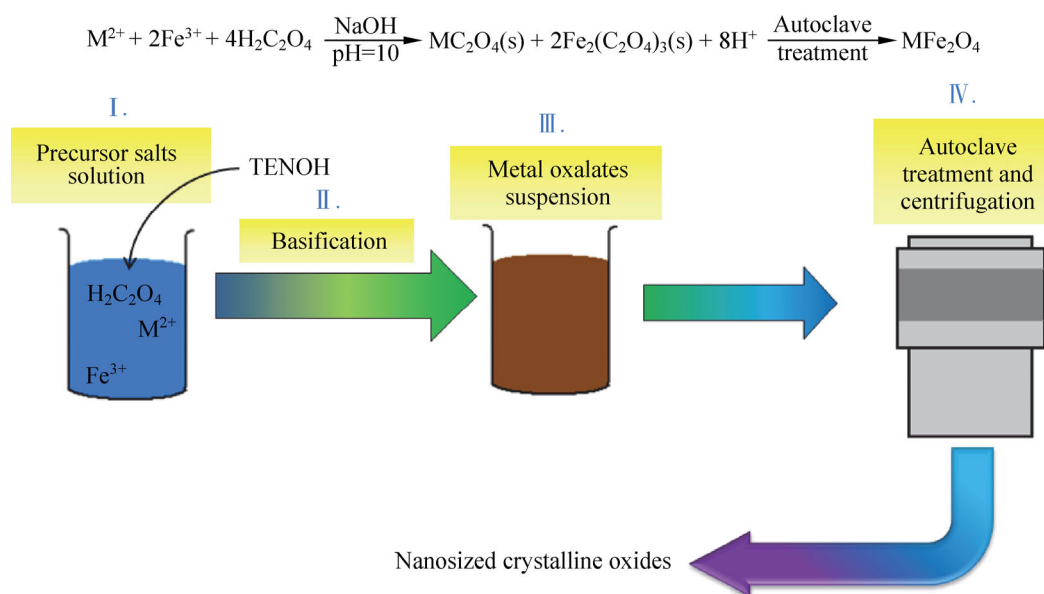 M²⁺ + 2Fe³⁺ + 4H₂C₂O₄ NaOH pH=10 MC₂O₄(s) + 2Fe₂(C₂O₄)₃(s) + 8H⁺ Autoclave treatment MFe₂O₄
I.
Precursor salts
solution
TENOH
II.
Basification
III.
Metal oxalates
suspension
IV.
Autoclave
treatment and
centrifugation
H₂C₂O₄
M²⁺
Fe³⁺
Nanosized crystalline oxides